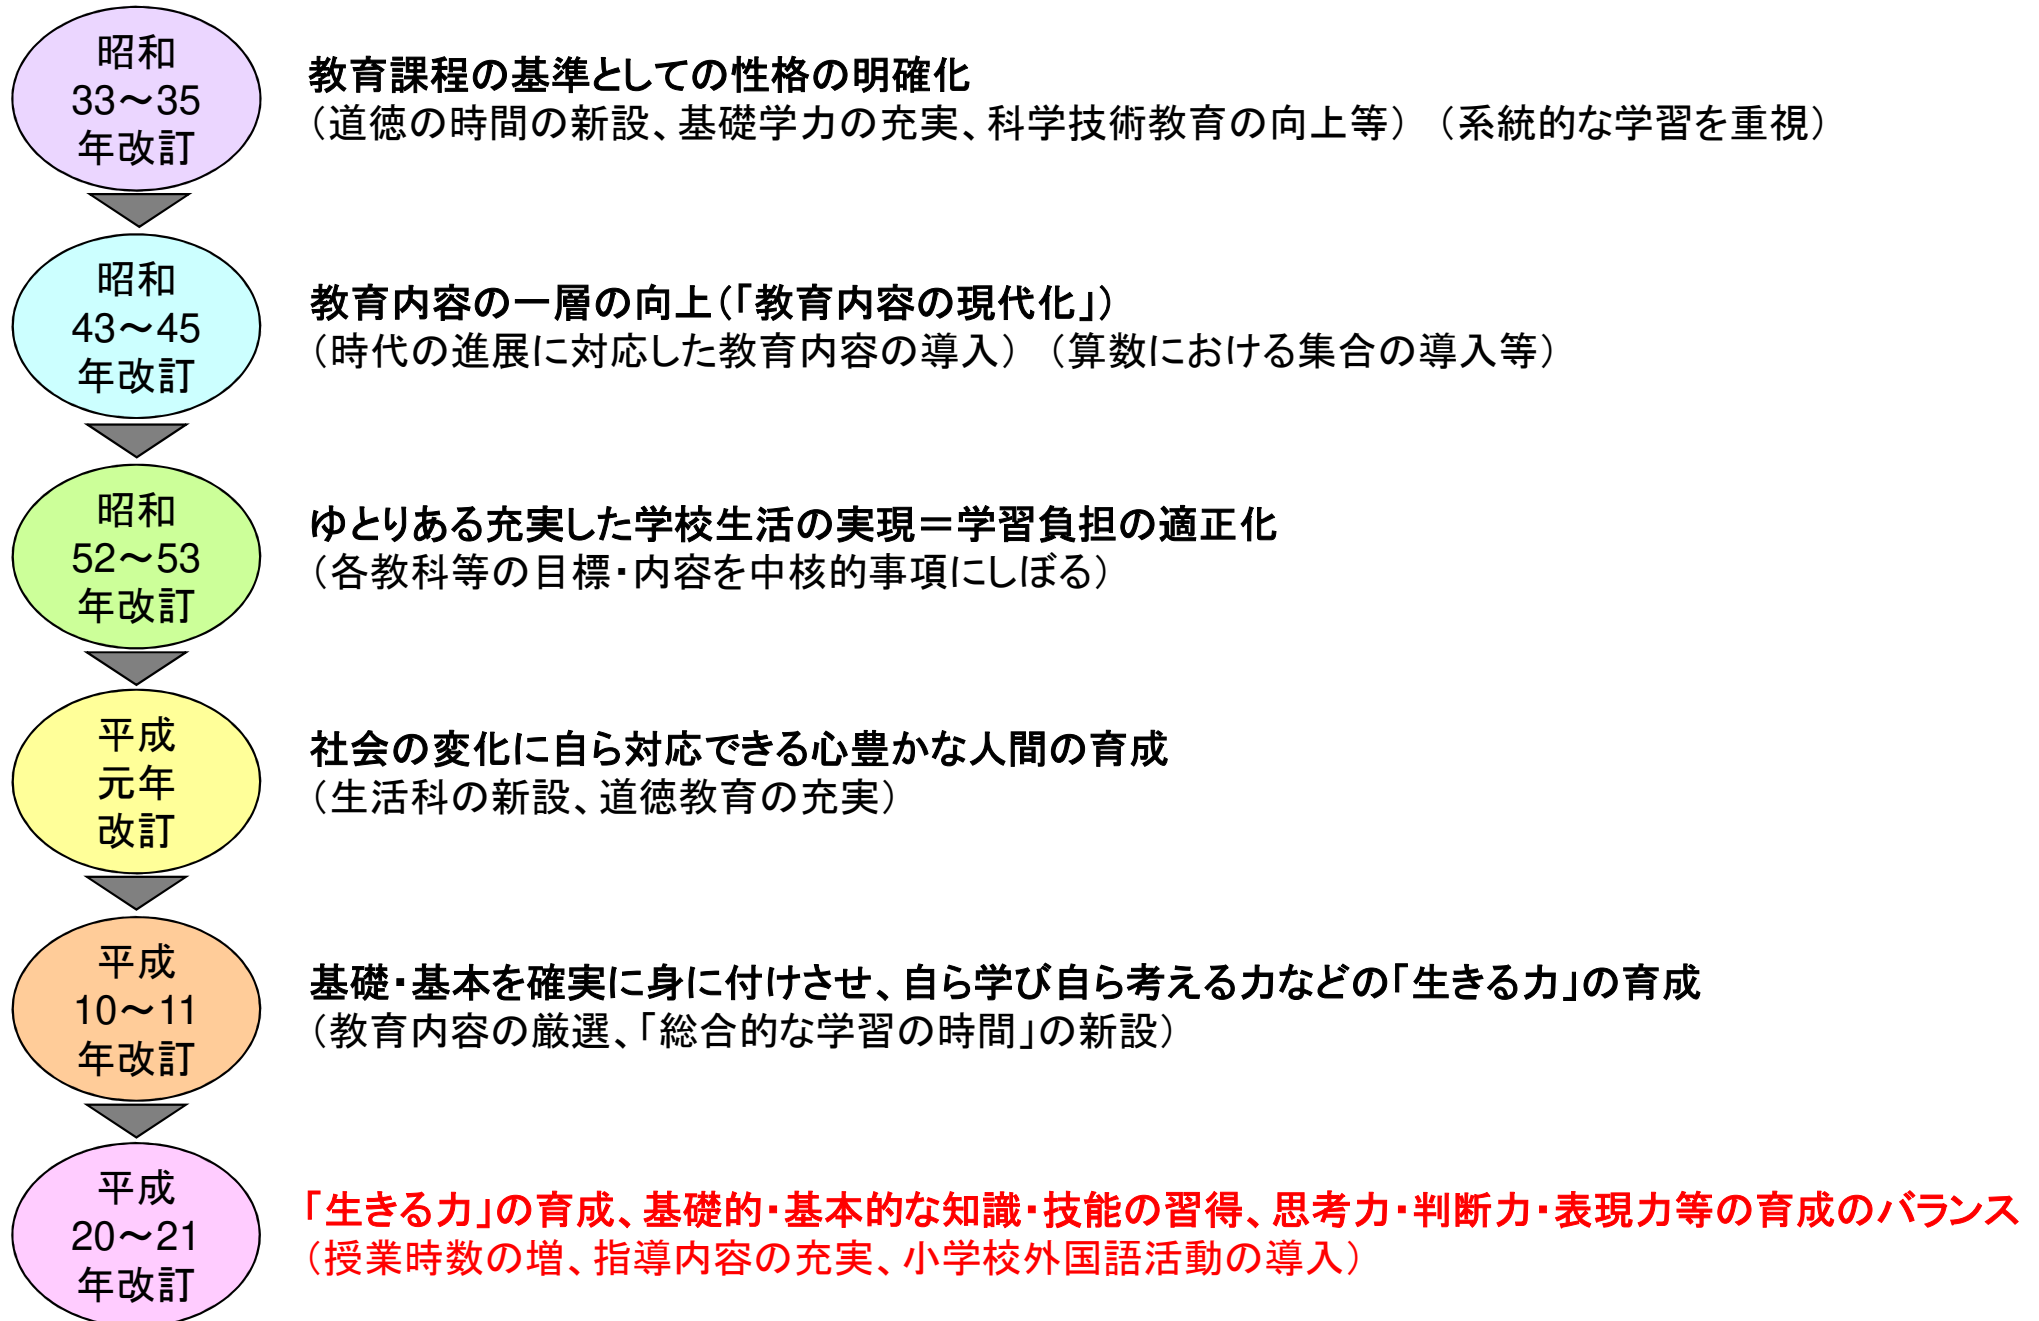 昭和
33～35
年改訂
教育課程の基準としての性格の明確化
（道徳の時間の新設、基礎学力の充実、科学技術教育の向上等）（系統的な学習を重視）
昭和
43～45
年改訂
教育内容の一層の向上（「教育内容の現代化」）
（時代の進展に対応した教育内容の導入）（算数における集合の導入等）
昭和
52～53
年改訂
ゆとりある充実した学校生活の実現＝学習負担の適正化
（各教科等の目標・内容を中核的事項にしぼる）
平成
元年
改訂
社会の変化に自ら対応できる心豊かな人間の育成
（生活科の新設、道徳教育の充実）
平成
10～11
年改訂
基礎・基本を確実に身に付けさせ、自ら学び自ら考える力などの「生きる力」の育成
（教育内容の厳選、「総合的な学習の時間」の新設）
平成
20～21
年改訂
「生きる力」の育成、基礎的・基本的な知識・技能の習得、思考力・判断力・表現力等の育成のバランス
（授業時数の増、指導内容の充実、小学校外国語活動の導入）